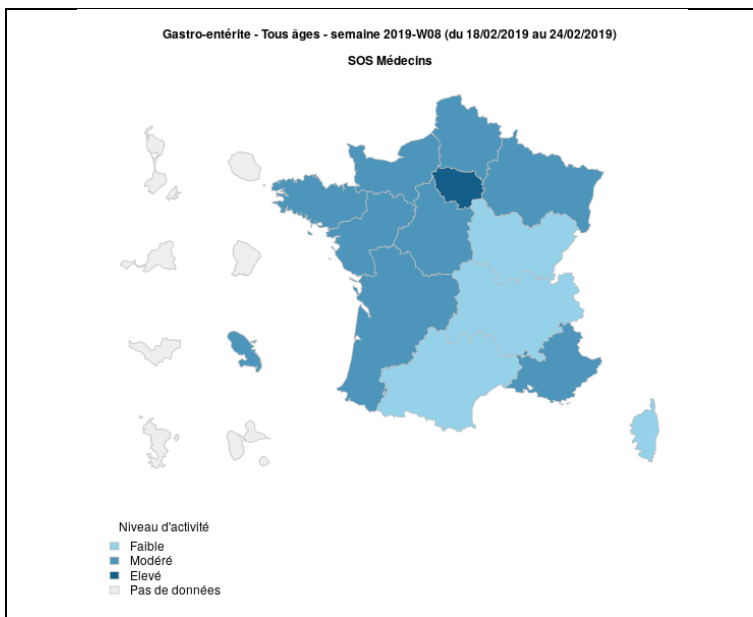 Gastro-entérite - Tous âges - semaine 2019-W08 (du 18/02/2019 au 24/02/2019)
SOS Médecins
Niveau d'activité
Faible
Modéré
Elevé
Pas de données